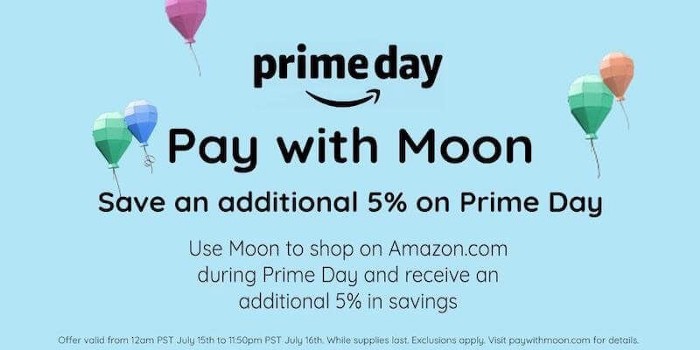 prime day
Pay with Moon
Save an additional 5% on Prime Day
Use Moon to shop on Amazon.com
during Prime Day and receive an
additional 5% in savings
Offer valid from 12am PST July 15th to 11:50pm PST July 16th. While supplies last. Exclusions apply. Visit paywithmoon.com for details.